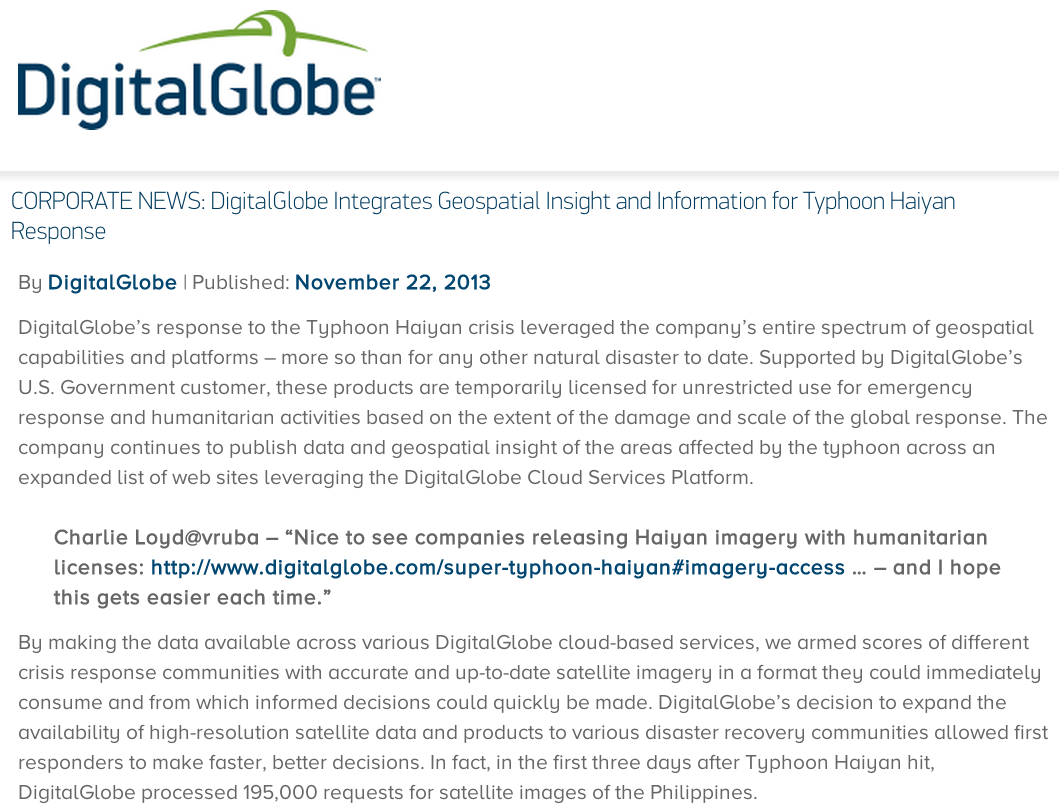 DigitalGlobe™
CORPORATE NEWS: DigitalGlobe Integrates Geospatial Insight and Information for Typhoon Haiyan
Response
By DigitalGlobe | Published: November 22, 2013
DigitalGlobe’s response to the Typhoon Haiyan crisis leveraged the company’s entire spectrum of geospatial
capabilities and platforms – more so than for any other natural disaster to date. Supported by DigitalGlobe’s
U.S. Government customer, these products are temporarily licensed for unrestricted use for emergency
response and humanitarian activities based on the extent of the damage and scale of the global response. The
company continues to publish data and geospatial insight of the areas affected by the typhoon across an
expanded list of web sites leveraging the DigitalGlobe Cloud Services Platform.
Charlie Loyd@vruba – “Nice to see companies releasing Haiyan imagery with humanitarian
licenses: http://www.digitalglobe.com/super-typhoon-haiyan#imagery-access ... – and I hope
this gets easier each time.”
By making the data available across various DigitalGlobe cloud-based services, we armed scores of different
crisis response communities with accurate and up-to-date satellite imagery in a format they could immediately
consume and from which informed decisions could quickly be made. DigitalGlobe’s decision to expand the
availability of high-resolution satellite data and products to various disaster recovery communities allowed first
responders to make faster, better decisions. In fact, in the first three days after Typhoon Haiyan hit,
DigitalGlobe processed 195,000 requests for satellite images of the Philippines.